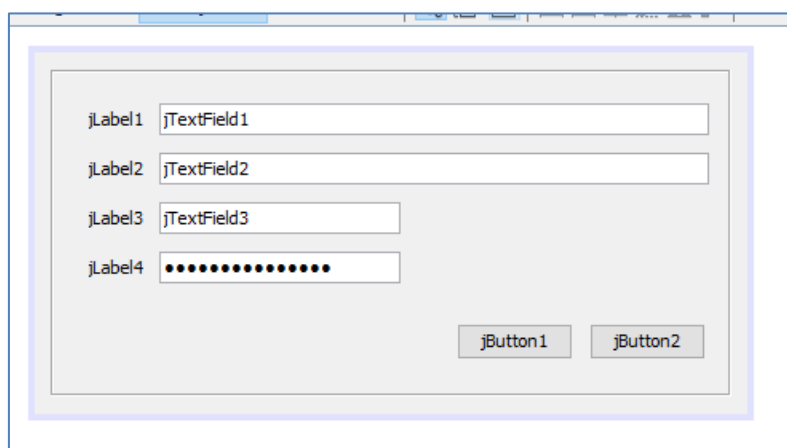 jLabel1 jTextField1
jLabel2 jTextField2
jLabel3 jTextField3
jLabel4 ●●●●●●●●●●●●●●●
jButton1 jButton2